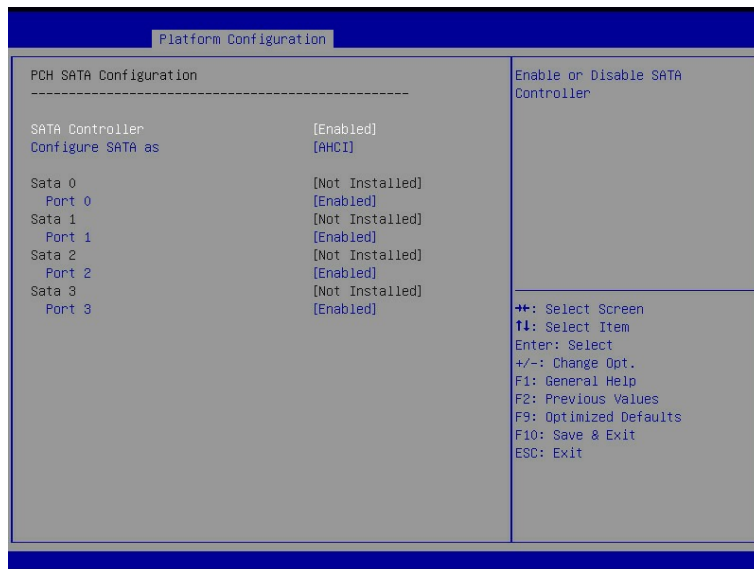 Platform Configuration
PCH SATA Configuration
--------------------------------------------------
SATA Controller [Enabled]
Configure SATA as [AHCI]
Sata 0 [Not Installed]
Port 0 [Enabled]
Sata 1 [Not Installed]
Port 1 [Enabled]
Sata 2 [Not Installed]
Port 2 [Enabled]
Sata 3 [Not Installed]
Port 3 [Enabled]
Enable or Disable SATA
Controller
→←: Select Screen
↑↓: Select Item
Enter: Select
+/-: Change Opt.
F1: General Help
F2: Previous Values
F9: Optimized Defaults
F10: Save & Exit
ESC: Exit